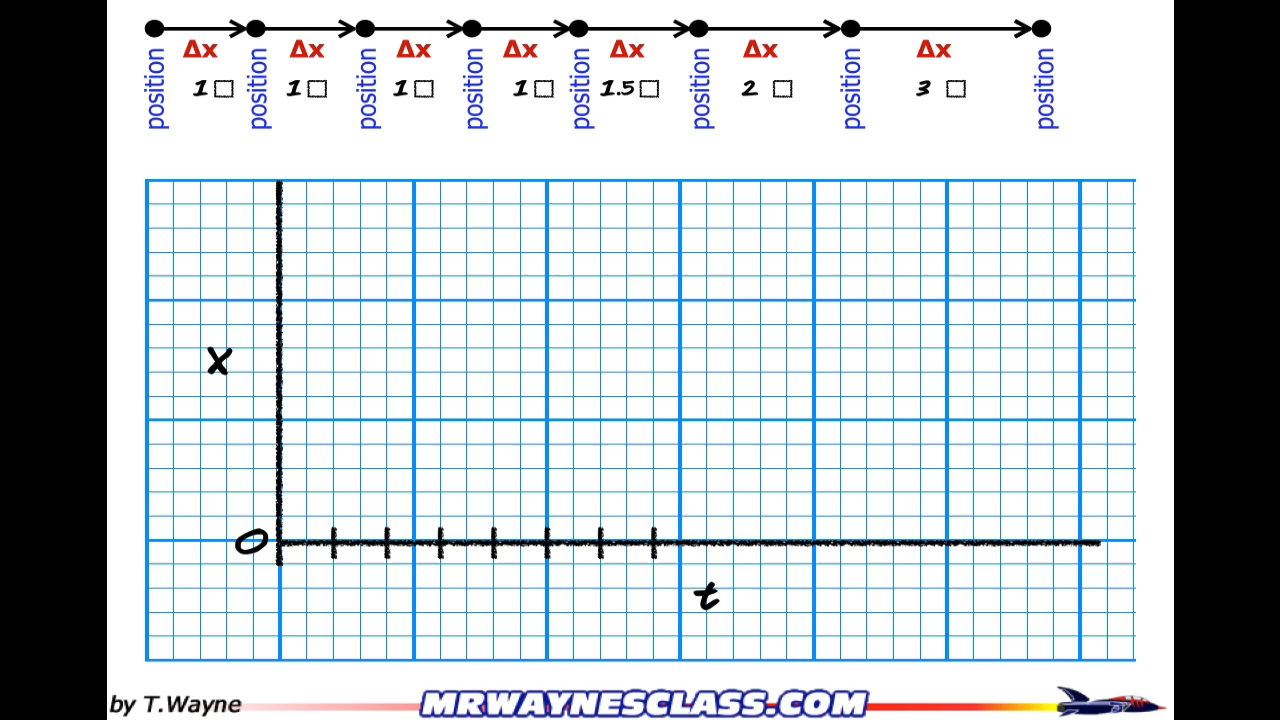 Δx Δx Δx Δx Δx Δx Δx
position position position position position position position position
1 1 1 1 1.5 2 3
x
0
t
by T.Wayne
MRWAYNESCLASS.COM